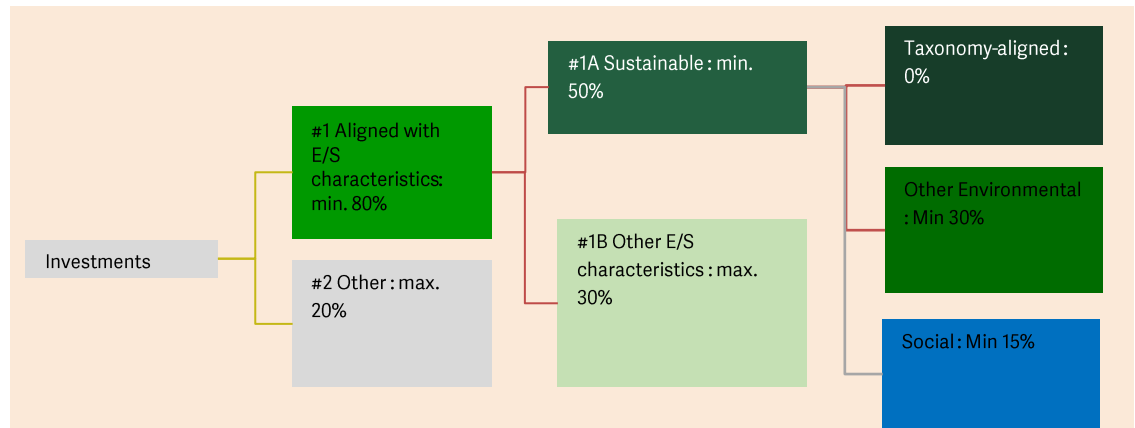 Investments
#1 Aligned with
E/S
characteristics:
min. 80%
#2 Other : max.
20%
#1A Sustainable : min.
50%
#1B Other E/S
characteristics : max.
30%
Taxonomy-aligned :
0%
Other Environmental
: Min 30%
Social : Min 15%